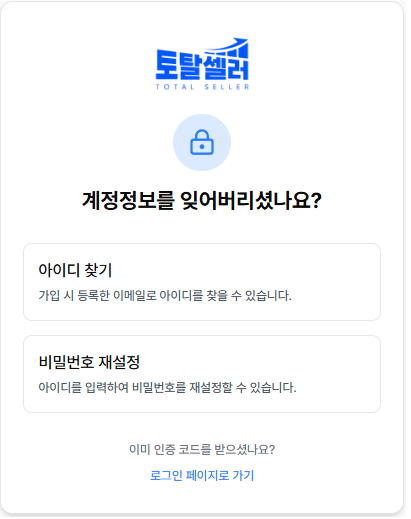 토탈셀러
TOTAL SELLER
계정정보를 잊어버리셨나요?
아이디 찾기
가입 시 등록한 이메일로 아이디를 찾을 수 있습니다.
비밀번호 재설정
아이디를 입력하여 비밀번호를 재설정할 수 있습니다.
이미 인증 코드를 받으셨나요?
로그인 페이지로 가기